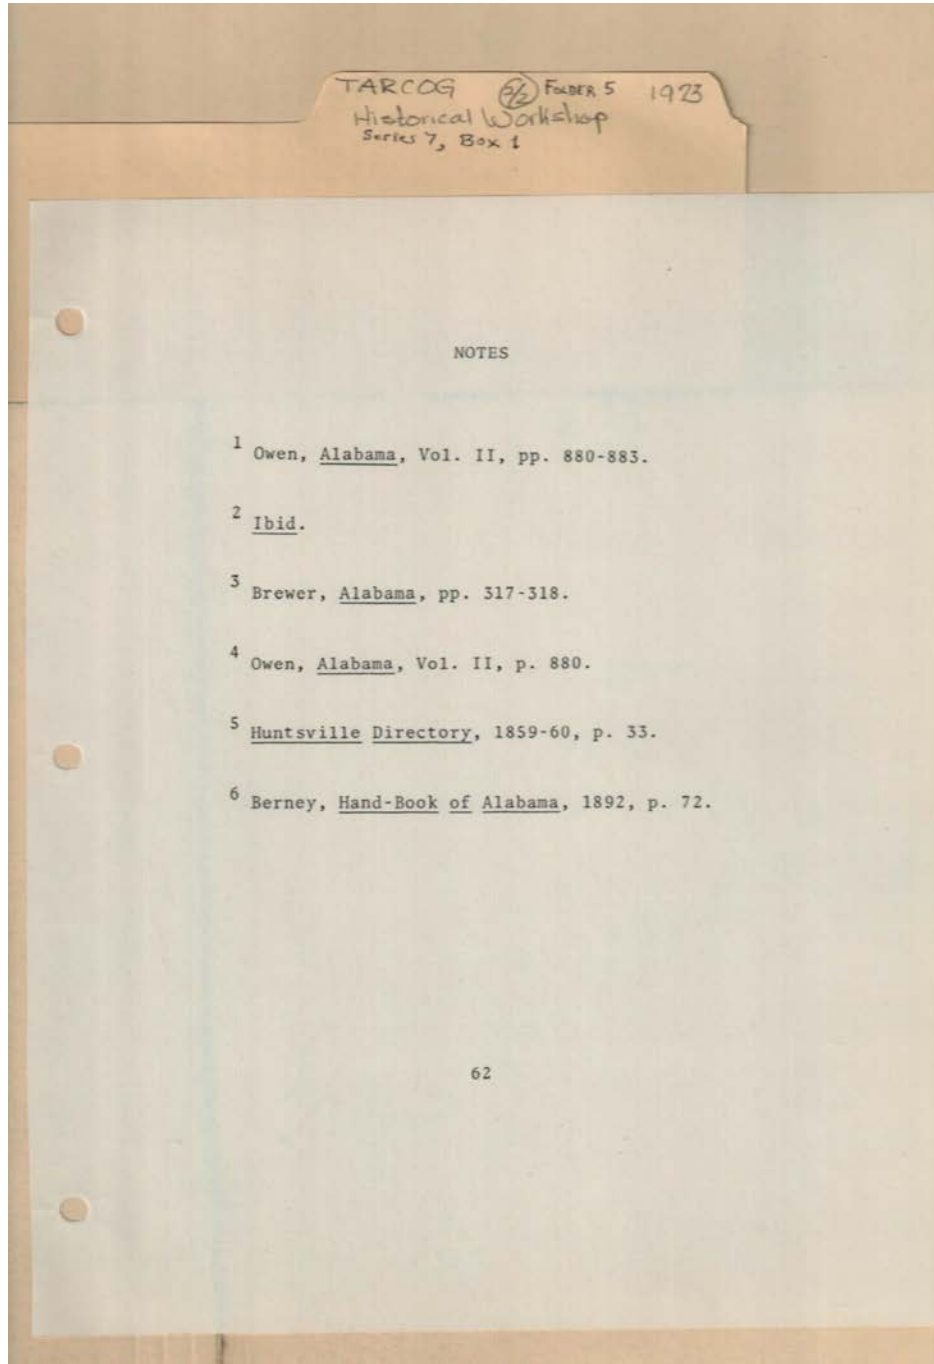 TARCOG 2/2 FOLDER 5 1973
Historical Workshop
Series 7, Box 1
NOTES
1 Owen, Alabama, Vol. II, pp. 880-883.
2 Ibid.
3 Brewer, Alabama, pp. 317-318.
4 Owen, Alabama, Vol. II, p. 880.
5 Huntsville Directory, 1859-60, p. 33.
6 Berney, Hand-Book of Alabama, 1892, p. 72.
62